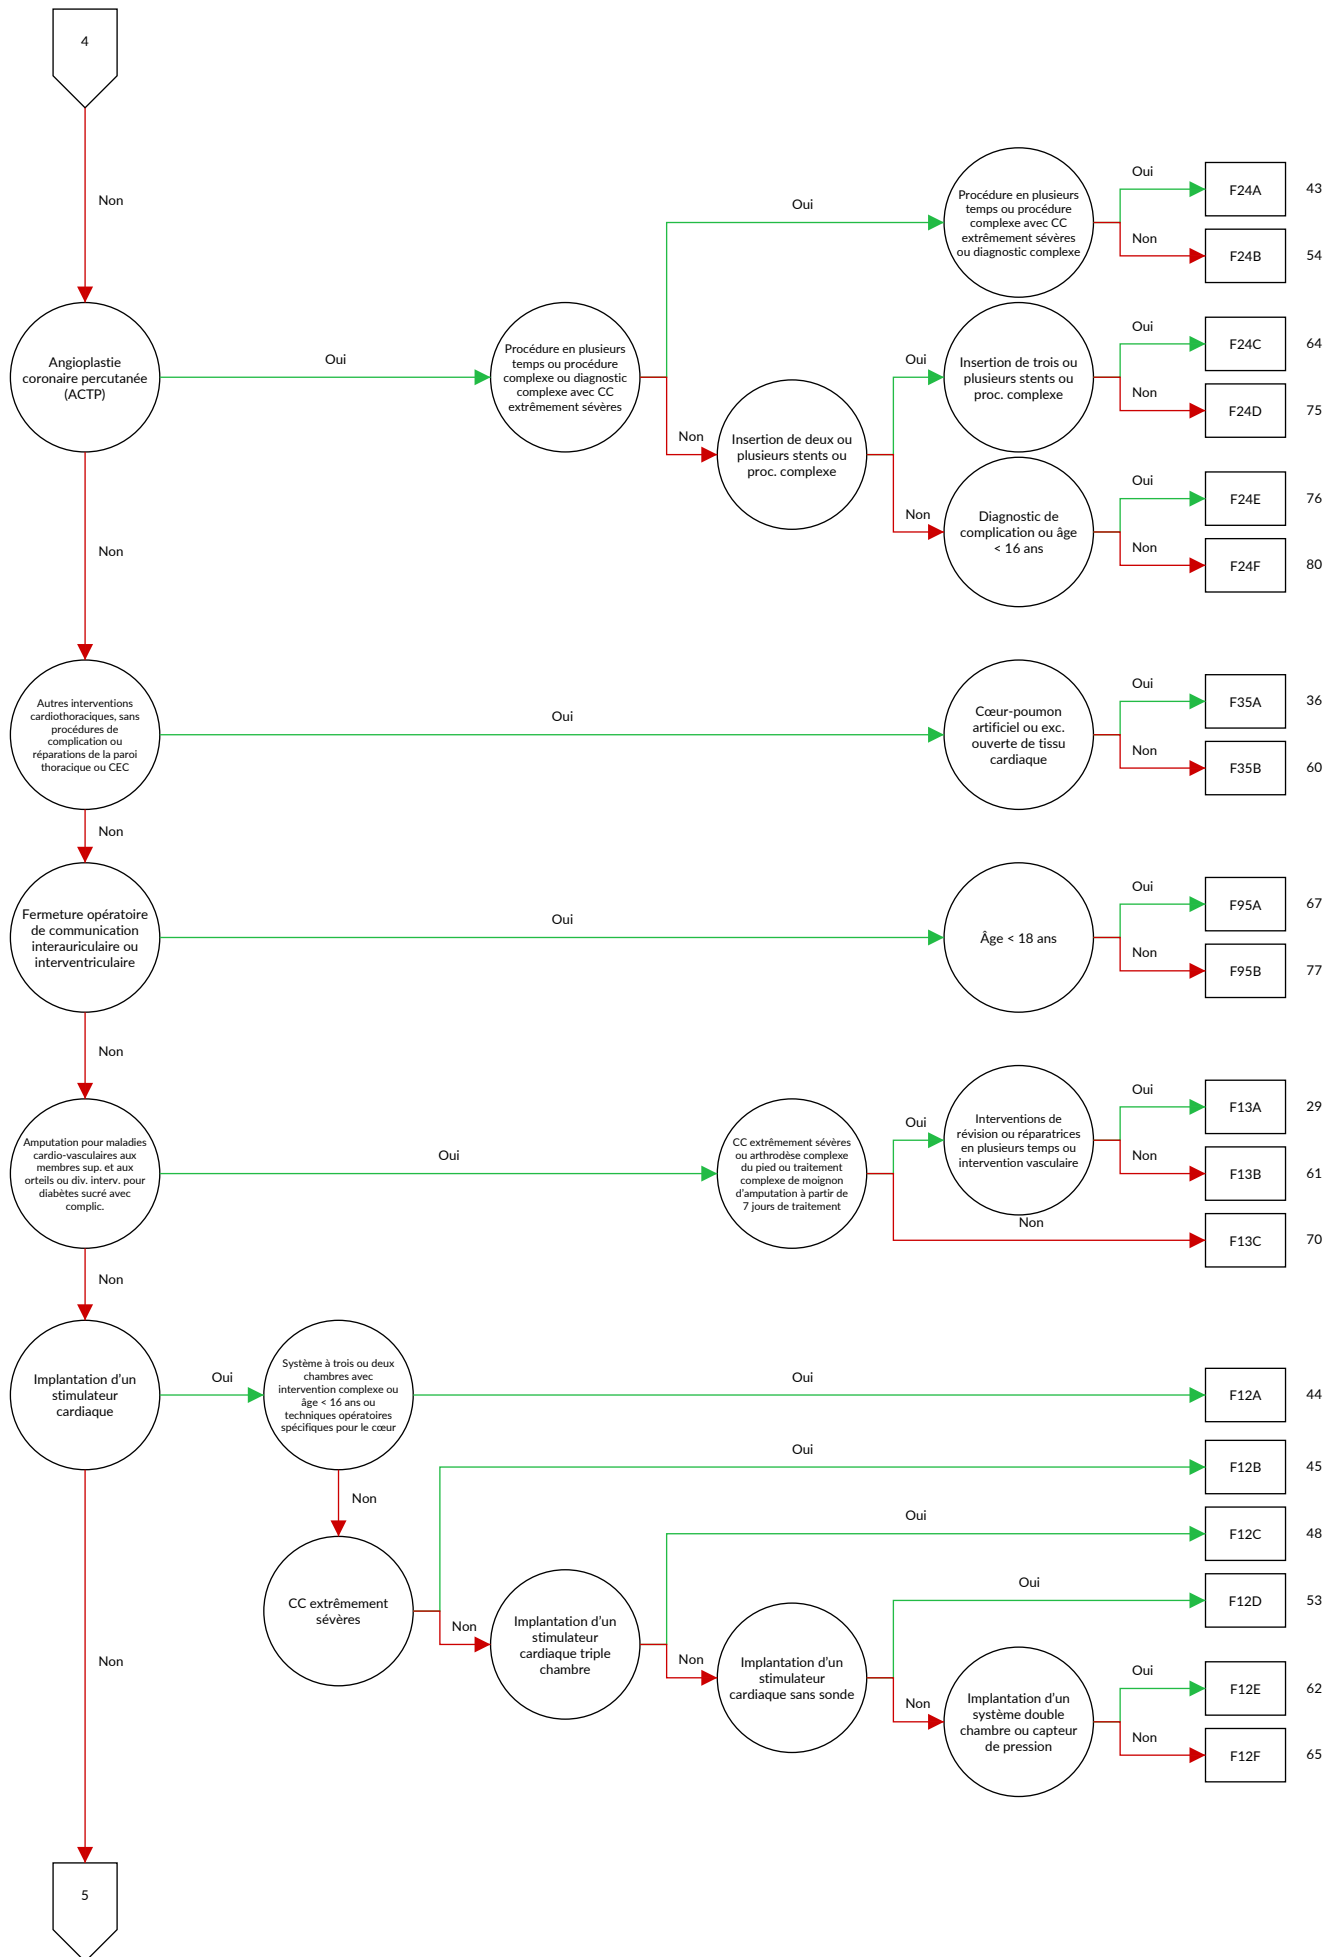 4
Non
Oui
Procédure en plusieurs
temps ou procédure
complexe avec CC
extrêmement sévères
ou diagnostic complexe
Oui
F24A
43
Non
F24B
54
Angioplastie
coronaire percutanée
(ACTP)
Oui
Procédure en plusieurs
temps ou procédure
complexe ou diagnostic
complexe avec CC
extrêmement sévères
Non
Insertion de deux ou
plusieurs stents ou
proc. complexe
Oui
Insertion de trois ou
plusieurs stents ou
proc. complexe
Oui
F24C
64
Non
F24D
75
Non
Diagnostic de
complication ou âge
< 16 ans
Oui
F24E
76
Non
F24F
80
Non
Autres interventions
cardiothoraciques, sans
procédures de
complication ou
réparations de la paroi
thoracique ou CEC
Oui
Cœur-poumon
artificiel ou exc.
ouverte de tissu
cardiaque
Oui
F35A
36
Non
F35B
60
Non
Fermeture opératoire
de communication
interauriculaire ou
interventriculaire
Oui
Âge < 18 ans
Oui
F95A
67
Non
F95B
77
Non
Amputation pour maladies
cardio-vasculaires aux
membres sup. et aux
orteils ou div. interv. pour
diabètes sucré avec
complic.
Oui
CC extrêmement sévères
ou arthrodèse complexe
du pied ou traitement
complexe de moignon
d'amputation à partir de
7 jours de traitement
Oui
Interventions de
révision ou réparatrices
en plusieurs temps ou
intervention vasculaire
Oui
F13A
29
Non
F13B
61
Non
F13C
70
Non
Implantation d'un
stimulateur
cardiaque
Oui
Système à trois ou deux
chambres avec
intervention complexe ou
âge < 16 ans ou
techniques opératoires
spécifiques pour le cœur
Oui
F12A
44
Non
CC extrêmement
sévères
Oui
F12B
45
Non
Implantation d'un
stimulateur
cardiaque triple
chambre
Oui
F12C
48
Non
Implantation d'un
stimulateur
cardiaque sans sonde
Oui
F12D
53
Non
Implantation d'un
système double
chambre ou capteur
de pression
Oui
F12E
62
Non
F12F
65
Non
5